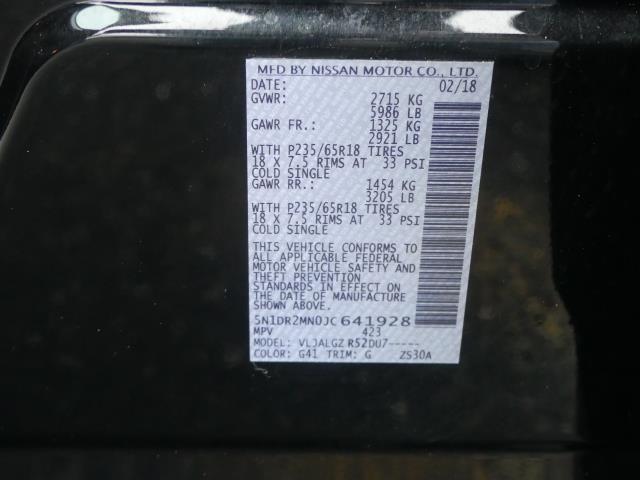 MFD BY NISSAN MOTOR CO., LTD.
DATE: 02/18
GVWR: 2715 KG
5986 LB
GAWR FR.: 1325 KG
2921 LB
WITH P235/65R18 TIRES
18 X 7.5 RIMS AT 33 PSI
COLD SINGLE
GAWR RR.: 1454 KG
3205 LB
WITH P235/65R18 TIRES
18 X 7.5 RIMS AT 33 PSI
COLD SINGLE
THIS VEHICLE CONFORMS TO
ALL APPLICABLE FEDERAL
MOTOR VEHICLE SAFETY AND
THEFT PREVENTION
STANDARDS IN EFFECT ON
THE DATE OF MANUFACTURE
SHOWN ABOVE.
5N1DR2MN0JC641928
MPV 423
MODEL: VLJALGZ R52DU7-----
COLOR: G41 TRIM: G ZS30A